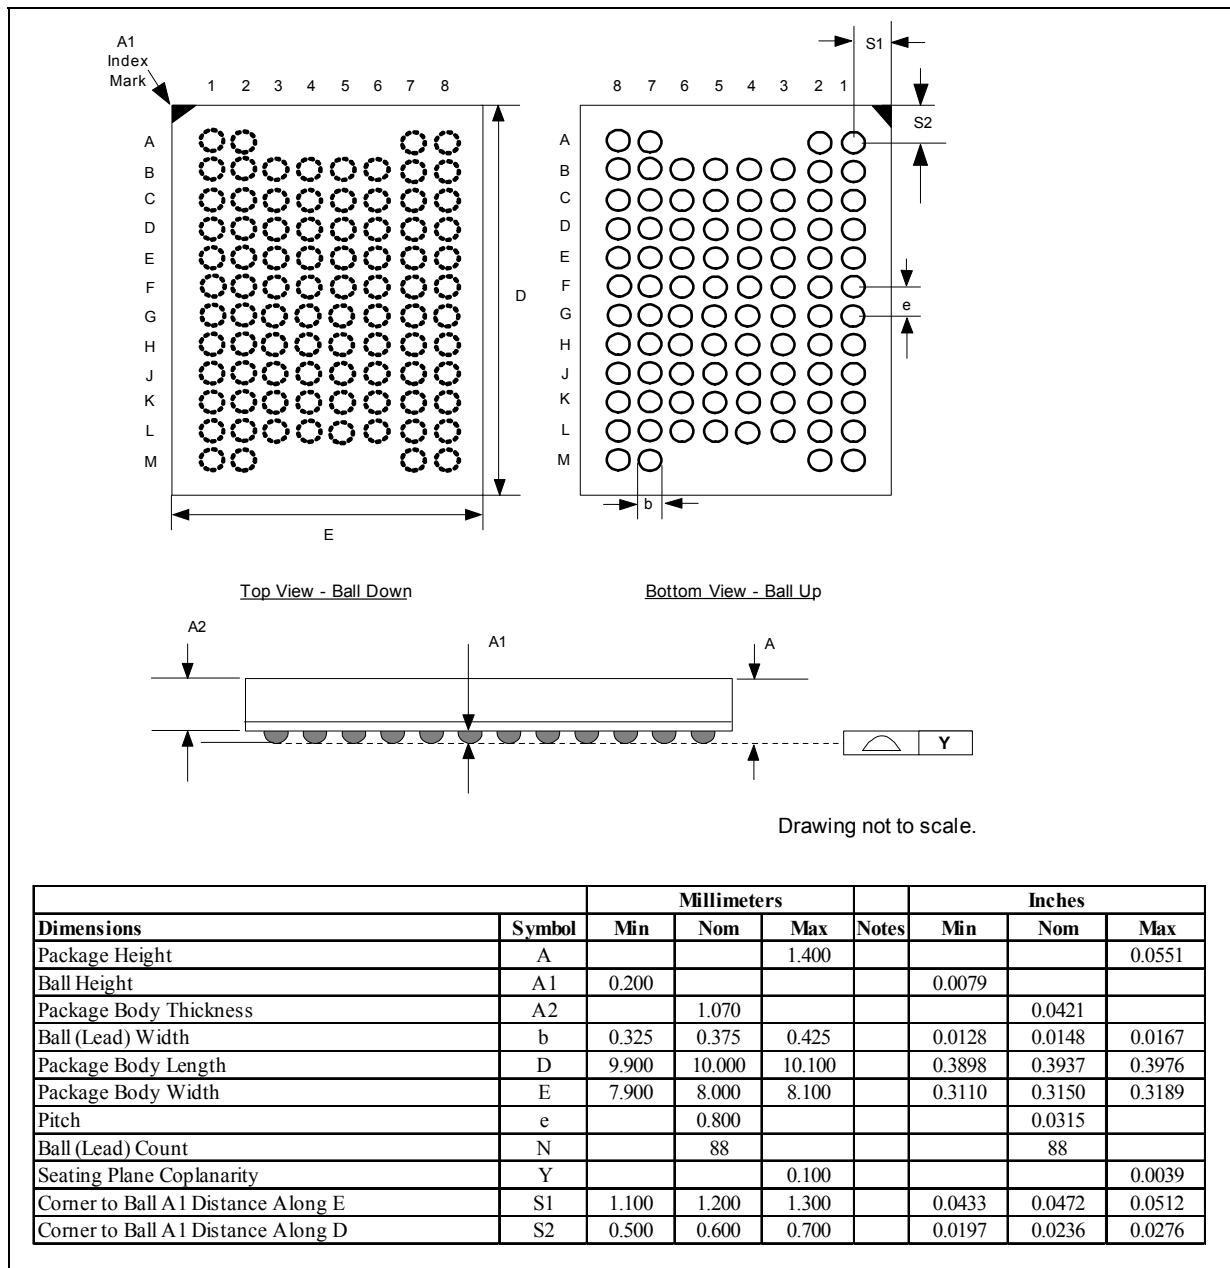 A1
Index
Mark
1 2 3 4 5 6 7 8
A
B
C
D
E
F
G
H
J
K
L
M
D
E
8 7 6 5 4 3 2 1
A
B
C
D
E
F
G
H
J
K
L
M
S1
S2
e
b
Top View - Ball Down
Bottom View - Ball Up
A2
A1
A
Y
Drawing not to scale.
Millimeters Inches
Dimensions Symbol Min Nom Max Notes Min Nom Max
Package Height A 1.400 0.0551
Ball Height A1 0.200 0.0079
Package Body Thickness A2 1.070 0.0421
Ball (Lead) Width b 0.325 0.375 0.425 0.0128 0.0148 0.0167
Package Body Length D 9.900 10.000 10.100 0.3898 0.3937 0.3976
Package Body Width E 7.900 8.000 8.100 0.3110 0.3150 0.3189
Pitch e 0.800 0.0315
Ball (Lead) Count N 88 88
Seating Plane Coplanarity Y 0.100 0.0039
Corner to Ball A1 Distance Along E S1 1.100 1.200 1.300 0.0433 0.0472 0.0512
Corner to Ball A1 Distance Along D S2 0.500 0.600 0.700 0.0197 0.0236 0.0276